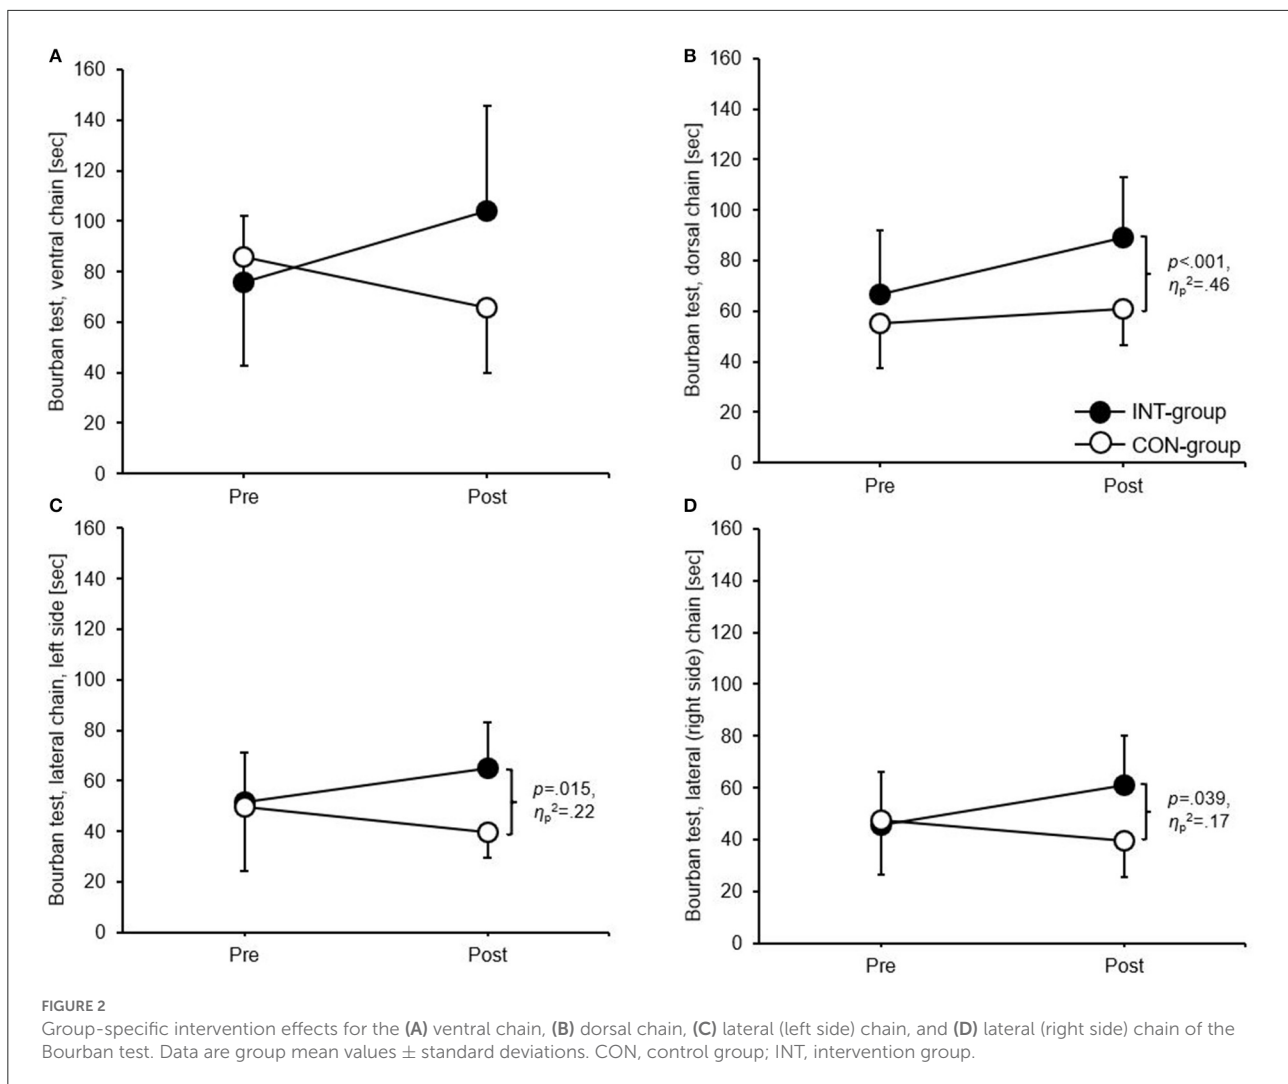 A
160
140
120
100
80
60
40
20
0
Bourban test, ventral chain [sec]
Pre
Post
B
160
140
120
100
80
60
40
20
0
Bourban test, dorsal chain [sec]
p<.001,
ηp²=.46
INT-group
CON-group
Pre
Post
C
160
140
120
100
80
60
40
20
0
Bourban test, lateral chain, left side [sec]
p=.015,
ηp²=.22
Pre
Post
D
160
140
120
100
80
60
40
20
0
Bourban test, lateral (right side) chain [sec]
p=.039,
ηp²=.17
Pre
Post
FIGURE 2
Group-specific intervention effects for the (A) ventral chain, (B) dorsal chain, (C) lateral (left side) chain, and (D) lateral (right side) chain of the
Bourban test. Data are group mean values ± standard deviations. CON, control group; INT, intervention group.